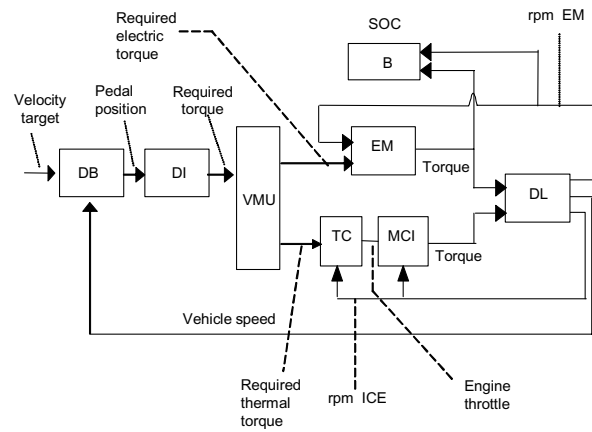 Required
electric
torque
SOC
rpm EM
B
Velocity
target
Pedal
position
Required
torque
EM
Torque
DB
DI
VMU
DL
TC
MCI
Torque
Vehicle speed
Required
thermal
torque
rpm ICE
Engine
throttle